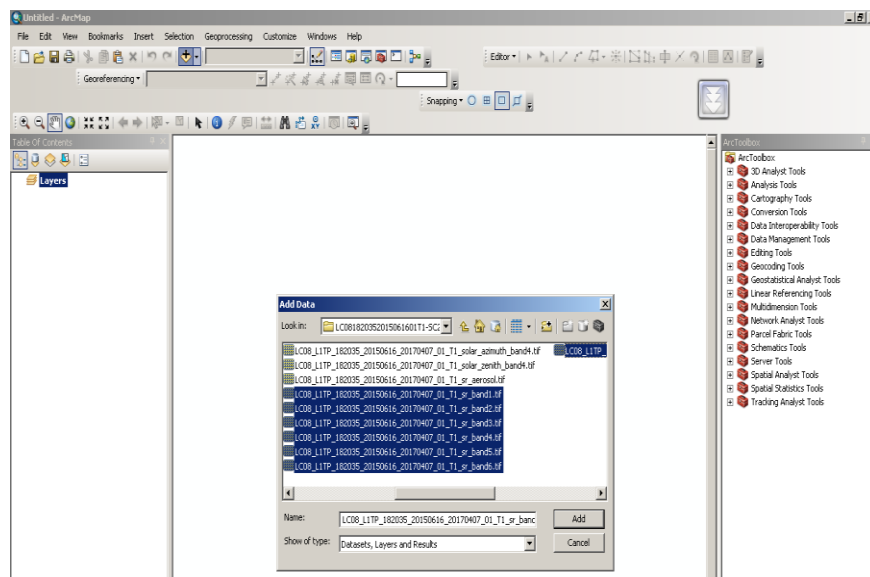 Untitled - ArcMap
File Edit View Bookmarks Insert Selection Geoprocessing Customize Windows Help
Editor
Georeferencing
Snapping
Table Of Contents
Layers
ArcToolbox
ArcToolbox
3D Analyst Tools
Analysis Tools
Cartography Tools
Conversion Tools
Data Interoperability Tools
Data Management Tools
Editing Tools
Geocoding Tools
Geostatistical Analyst Tools
Linear Referencing Tools
Multidimension Tools
Network Analyst Tools
Parcel Fabric Tools
Schematics Tools
Server Tools
Spatial Analyst Tools
Spatial Statistics Tools
Tracking Analyst Tools
Add Data
Look in: LC081820352015061601T1-SC2
LC08_L1TP_182035_20150616_20170407_01_T1_solar_azimuth_band4.tif LC08_L1TP_
LC08_L1TP_182035_20150616_20170407_01_T1_solar_zenith_band4.tif
LC08_L1TP_182035_20150616_20170407_01_T1_sr_aerosol.tif
LC08_L1TP_182035_20150616_20170407_01_T1_sr_band1.tif
LC08_L1TP_182035_20150616_20170407_01_T1_sr_band2.tif
LC08_L1TP_182035_20150616_20170407_01_T1_sr_band3.tif
LC08_L1TP_182035_20150616_20170407_01_T1_sr_band4.tif
LC08_L1TP_182035_20150616_20170407_01_T1_sr_band5.tif
LC08_L1TP_182035_20150616_20170407_01_T1_sr_band6.tif
Name: LC08_L1TP_182035_20150616_20170407_01_T1_sr_banc Add
Show of type: Datasets, Layers and Results Cancel